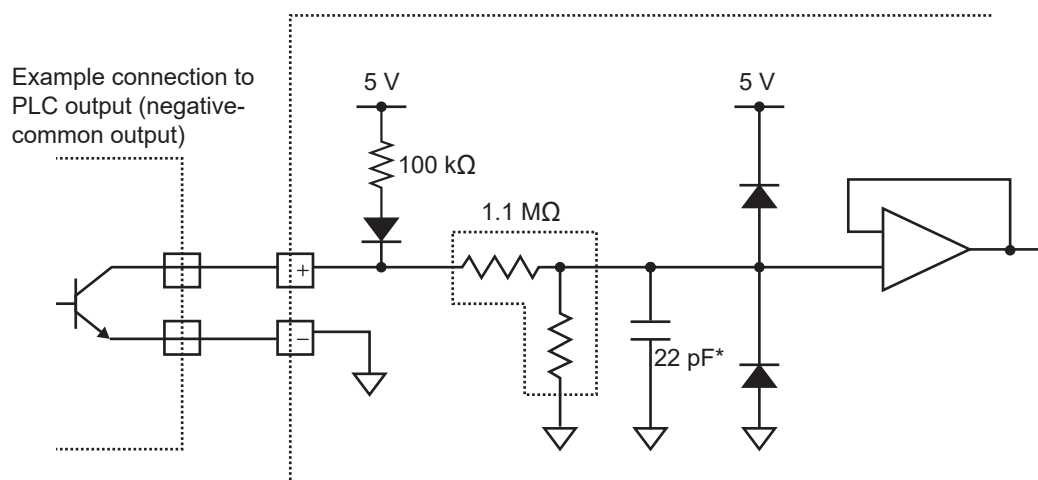 Example connection to
PLC output (negative-
common output)
5 V
5 V
100 kΩ
1.1 MΩ
+
−
22 pF*